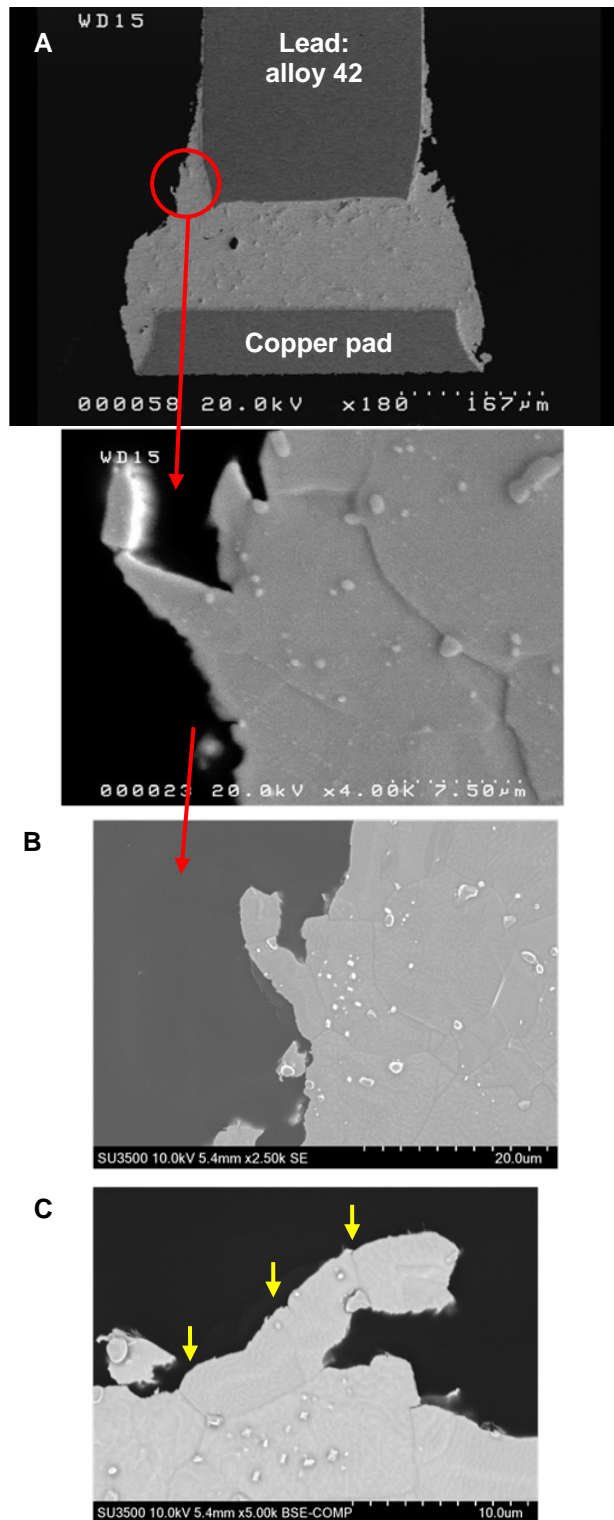 A
WD15
Lead:
alloy 42
Copper pad
000058 20.0kV x180 167µm
WD15
000023 20.0kV x4.00K 7.50µm
B
SU3500 10.0kV 5.4mm x2.50k SE 20.0um
C
SU3500 10.0kV 5.4mm x5.00k BSE-COMP 10.0um